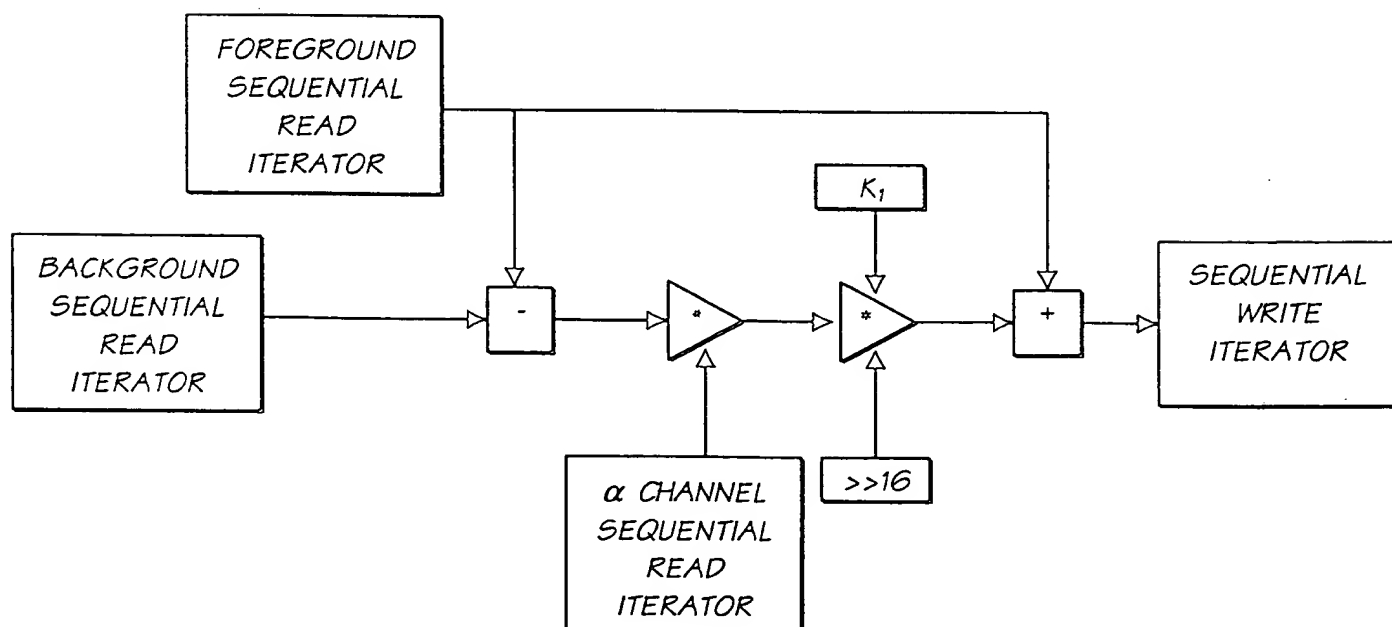 FOREGROUND
SEQUENTIAL
READ
ITERATOR
K₁
BACKGROUND
SEQUENTIAL
READ
ITERATOR
-
*
*
+
SEQUENTIAL
WRITE
ITERATOR
α CHANNEL
SEQUENTIAL
READ
ITERATOR
>>16